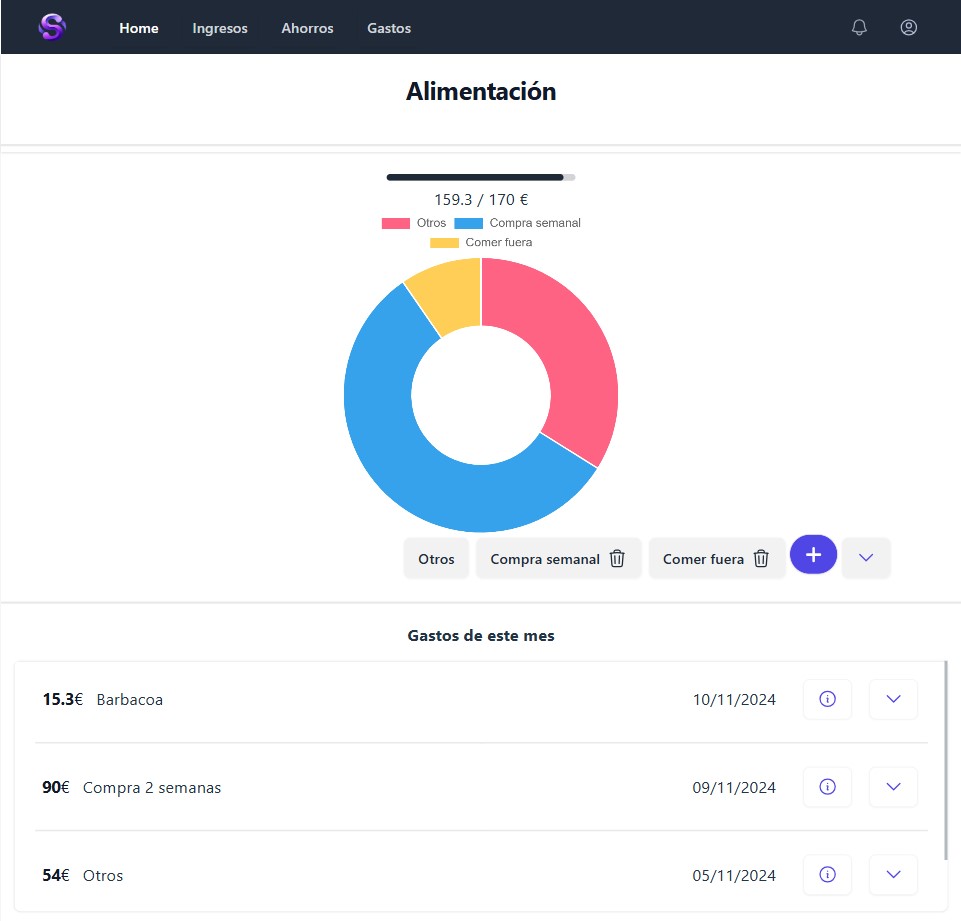 Home Ingresos Ahorros Gastos
Alimentación
159.3 / 170 €
Otros Compra semanal
Comer fuera
Otros Compra semanal Comer fuera +
Gastos de este mes
15.3€ Barbacoa 10/11/2024
90€ Compra 2 semanas 09/11/2024
54€ Otros 05/11/2024